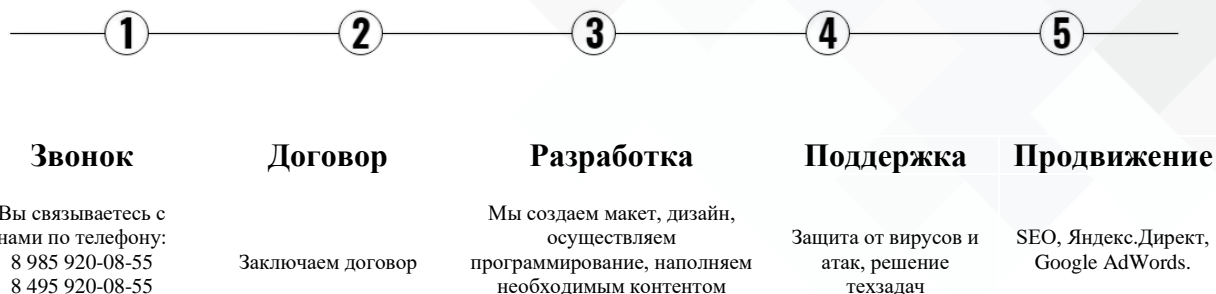 1
2
3
4
5
Звонок
Договор
Разработка
Поддержка
Продвижение
Вы связываетесь с
нами по телефону:
8 985 920-08-55
8 495 920-08-55
Заключаем договор
Мы создаем макет, дизайн,
осуществляем
программирование, наполняем
необходимым контентом
Защита от вирусов и
атак, решение
техзадач
SEO, Яндекс.Директ,
Google AdWords.